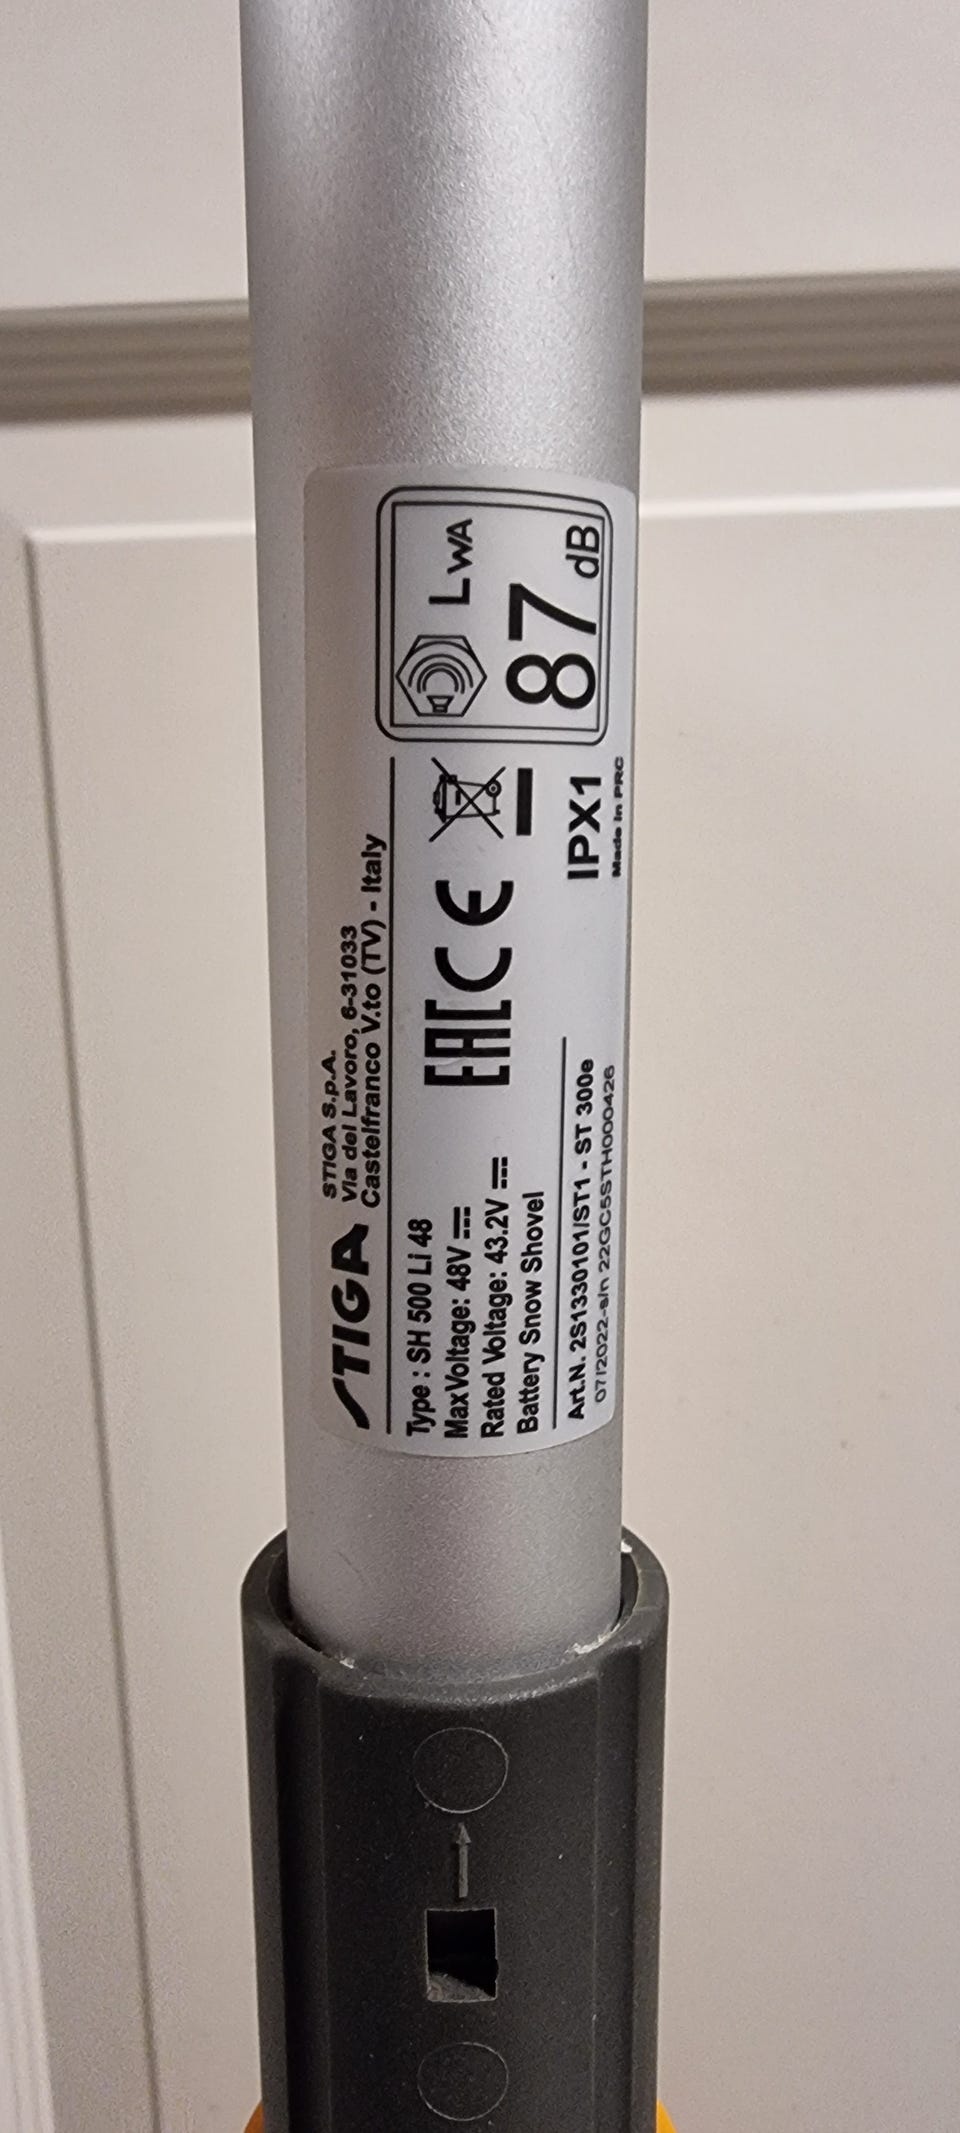 STIGA
STIGA S.p.A.
Via del Lavoro, 6-31033
Castelfranco V.to (TV) - Italy
Type : SH 500 Li 48
Max Voltage: 48V
Rated Voltage: 43.2V
Battery Snow Shovel
EAC CE
Art.N. 2S1330101/ST1 - ST 300e
07/2022-s/n 22GC5STH000426
IPX1
Made in PRC
LWA
87 dB